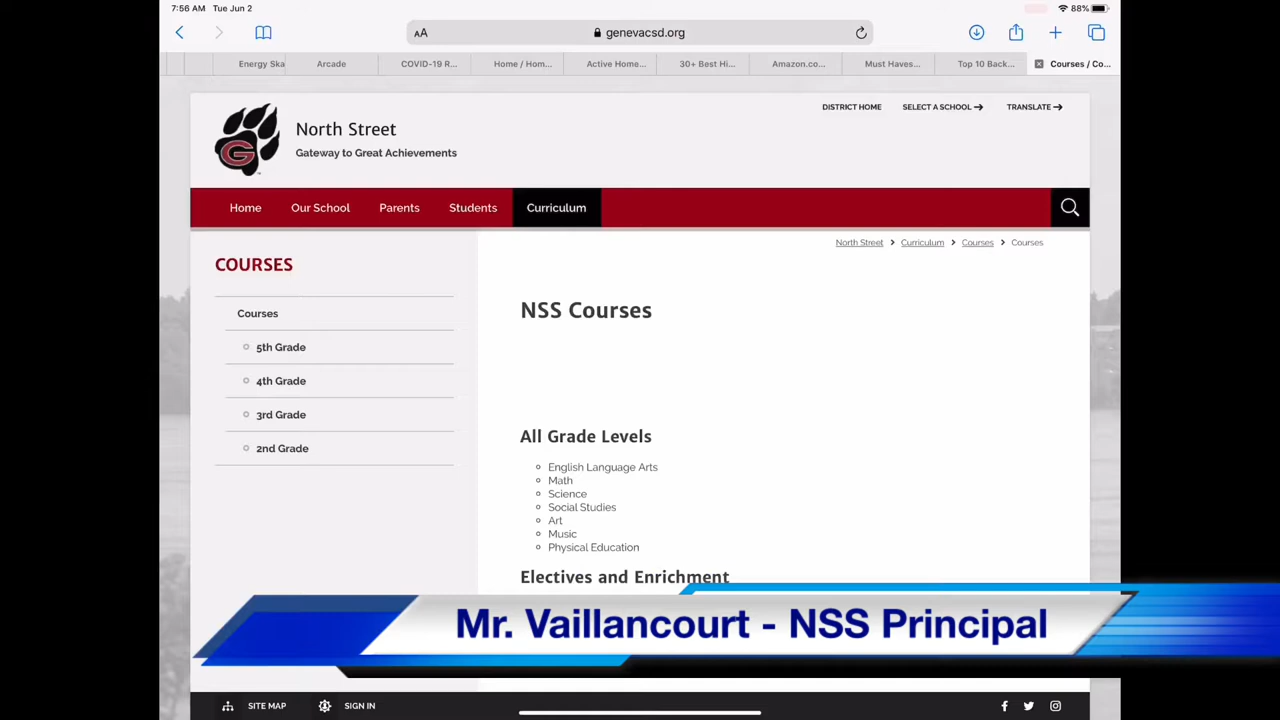 7:56 AM Tue Jun 2
88%
AA
genevacsd.org
Energy Ska
Arcade
COVID-19 R...
Home / Hom...
Active Home...
30+ Best Hi...
Amazon.co...
Must Haves...
Top 10 Back...
Courses / Co...
DISTRICT HOME
SELECT A SCHOOL
TRANSLATE
G
North Street
Gateway to Great Achievements
Home
Our School
Parents
Students
Curriculum
North Street > Curriculum > Courses > Courses
COURSES
Courses
5th Grade
4th Grade
3rd Grade
2nd Grade
NSS Courses
All Grade Levels
English Language Arts
Math
Science
Social Studies
Art
Music
Physical Education
Electives and Enrichment
Mr. Vaillancourt - NSS Principal
SITE MAP
SIGN IN